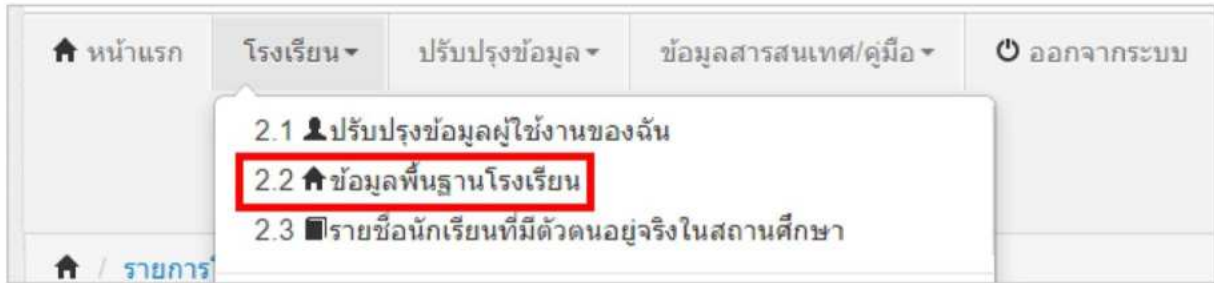 หน้าแรก โรงเรียน ปรับปรุงข้อมูล ข้อมูลสารสนเทศ/คู่มือ ออกจากระบบ
2.1 ปรับปรุงข้อมูลผู้ใช้งานของฉัน
2.2 ข้อมูลพื้นฐานโรงเรียน
2.3 รายชื่อนักเรียนที่มีตัวตนอยู่จริงในสถานศึกษา
/ รายการ